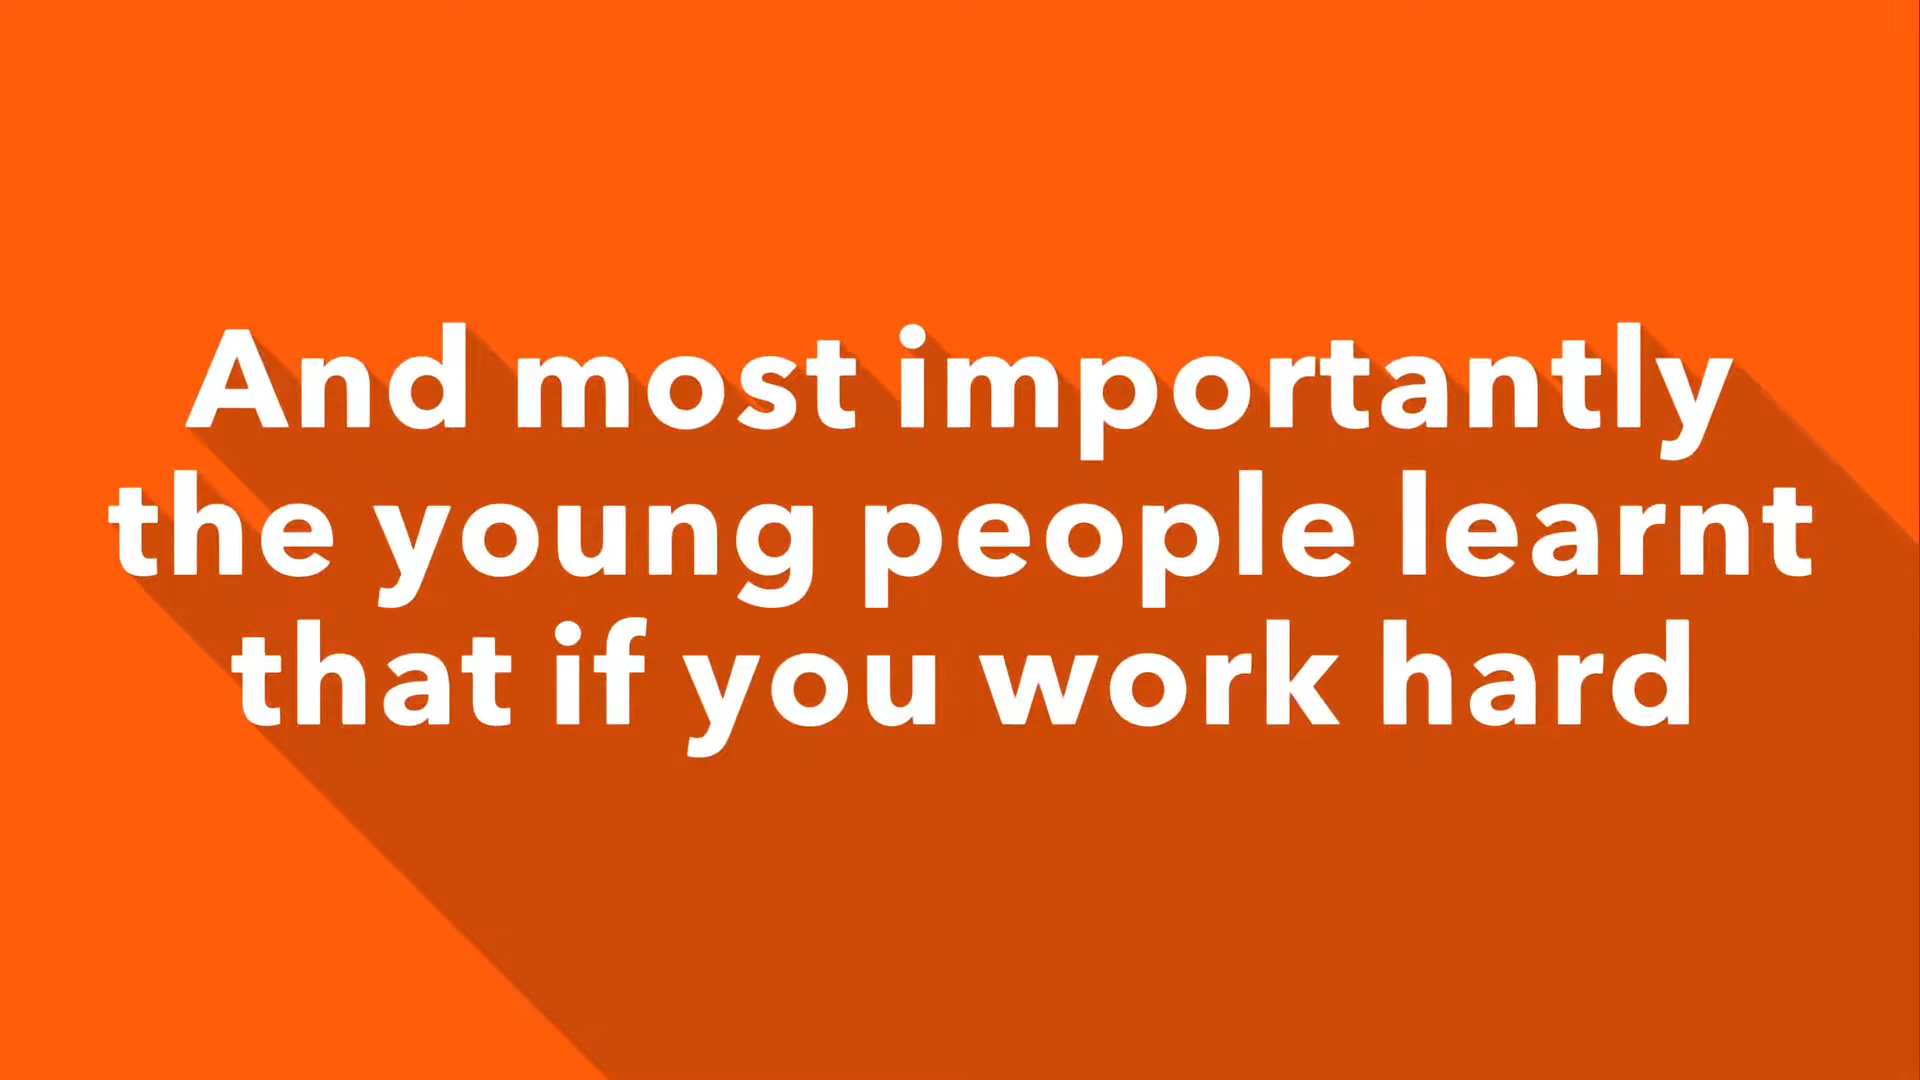 And most importantly
the young people learnt
that if you work hard